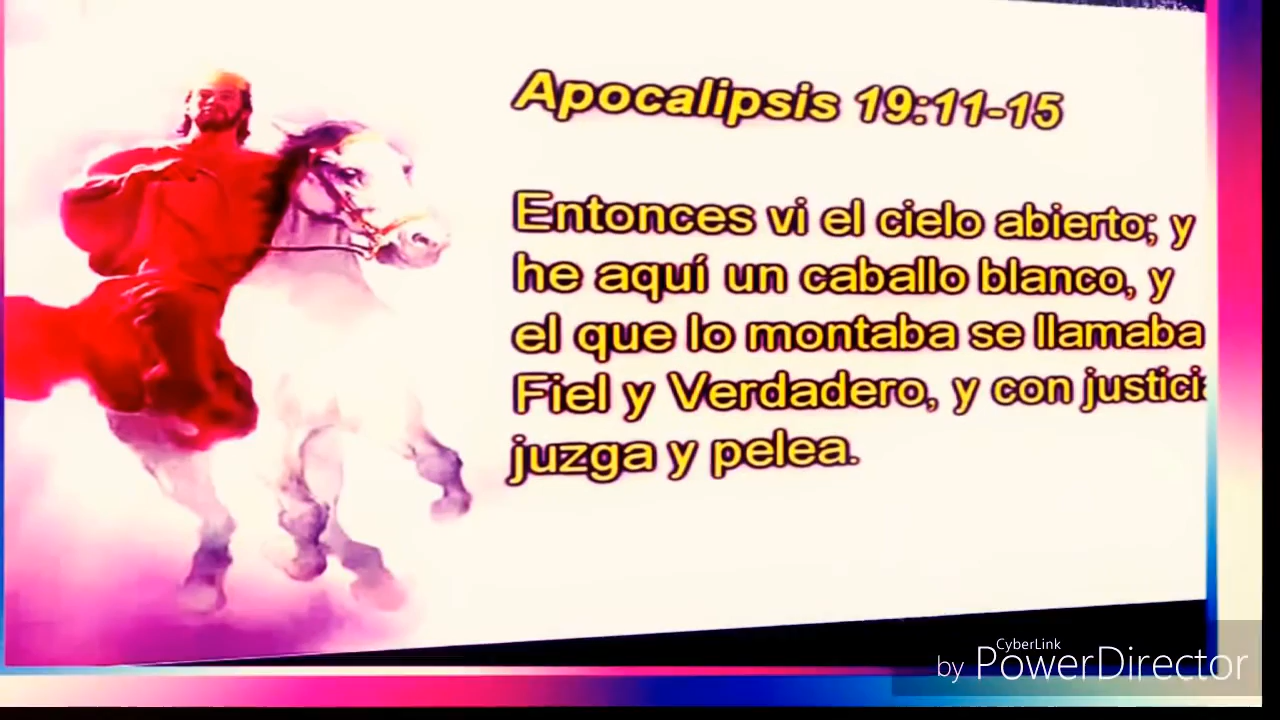 Apocalipsis 19:11-15
Entonces vi el cielo abierto; y
he aquí un caballo blanco, y
el que lo montaba se llamaba
Fiel y Verdadero, y con justici
juzga y pelea.
CyberLink
by PowerDirector